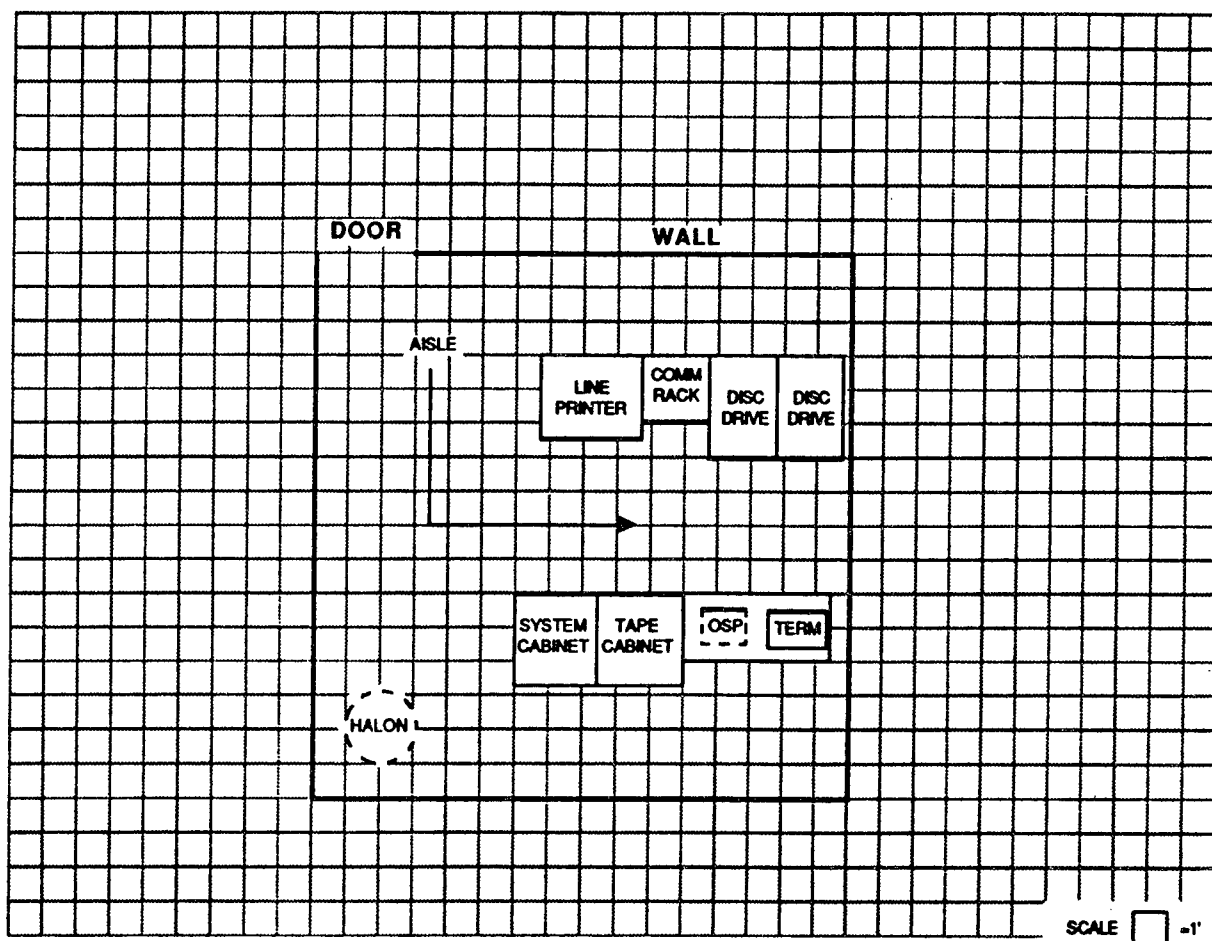 DOOR
WALL
AISLE
LINE
PRINTER
COMM
RACK
DISC
DRIVE
DISC
DRIVE
SYSTEM
CABINET
TAPE
CABINET
OSP
TERM
HALON
SCALE =1'